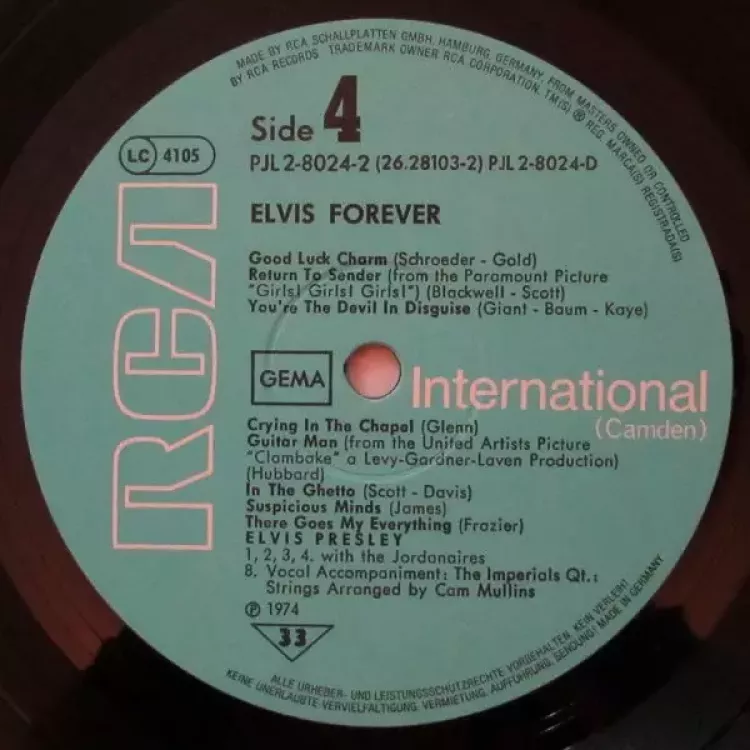 MADE BY RCA SCHALLPLATTEN GMBH, HAMBURG, GERMANY, FROM MASTERS OWNED OR CONTROLLED
BY RCA RECORDS TRADEMARK OWNER RCA CORPORATION. TM(S) ® REG. MARCA(S) REGISTRADA(S)
Side 4
LC 4105
PJL 2-8024-2 (26.28103-2) PJL 2-8024-D
ELVIS FOREVER
RCA
Good Luck Charm (Schroeder - Gold)
Return To Sender (from the Paramount Picture
"Girls! Girls! Girls!") (Blackwell - Scott)
You're The Devil In Disguise (Giant - Baum - Kaye)
GEMA
International
(Camden)
Crying In The Chapel (Glenn)
Guitar Man (from the United Artists Picture
"Clambake" a Levy-Gardner-Laven Production)
(Hubbard)
In The Ghetto (Scott - Davis)
Suspicious Minds (James)
There Goes My Everything (Frazier)
ELVIS PRESLEY
1, 2, 3, 4. with the Jordanaires
8. Vocal Accompaniment: The Imperials Qt.:
Strings Arranged by Cam Mullins
℗ 1974
33
ALLE URHEBER- UND LEISTUNGSSCHUTZRECHTE VORBEHALTEN. KEIN VERLEIH!
KEINE UNERLAUBTE VERVIELFÄLTIGUNG, VERMIETUNG, AUFFÜHRUNG, SENDUNG! MADE IN GERMANY